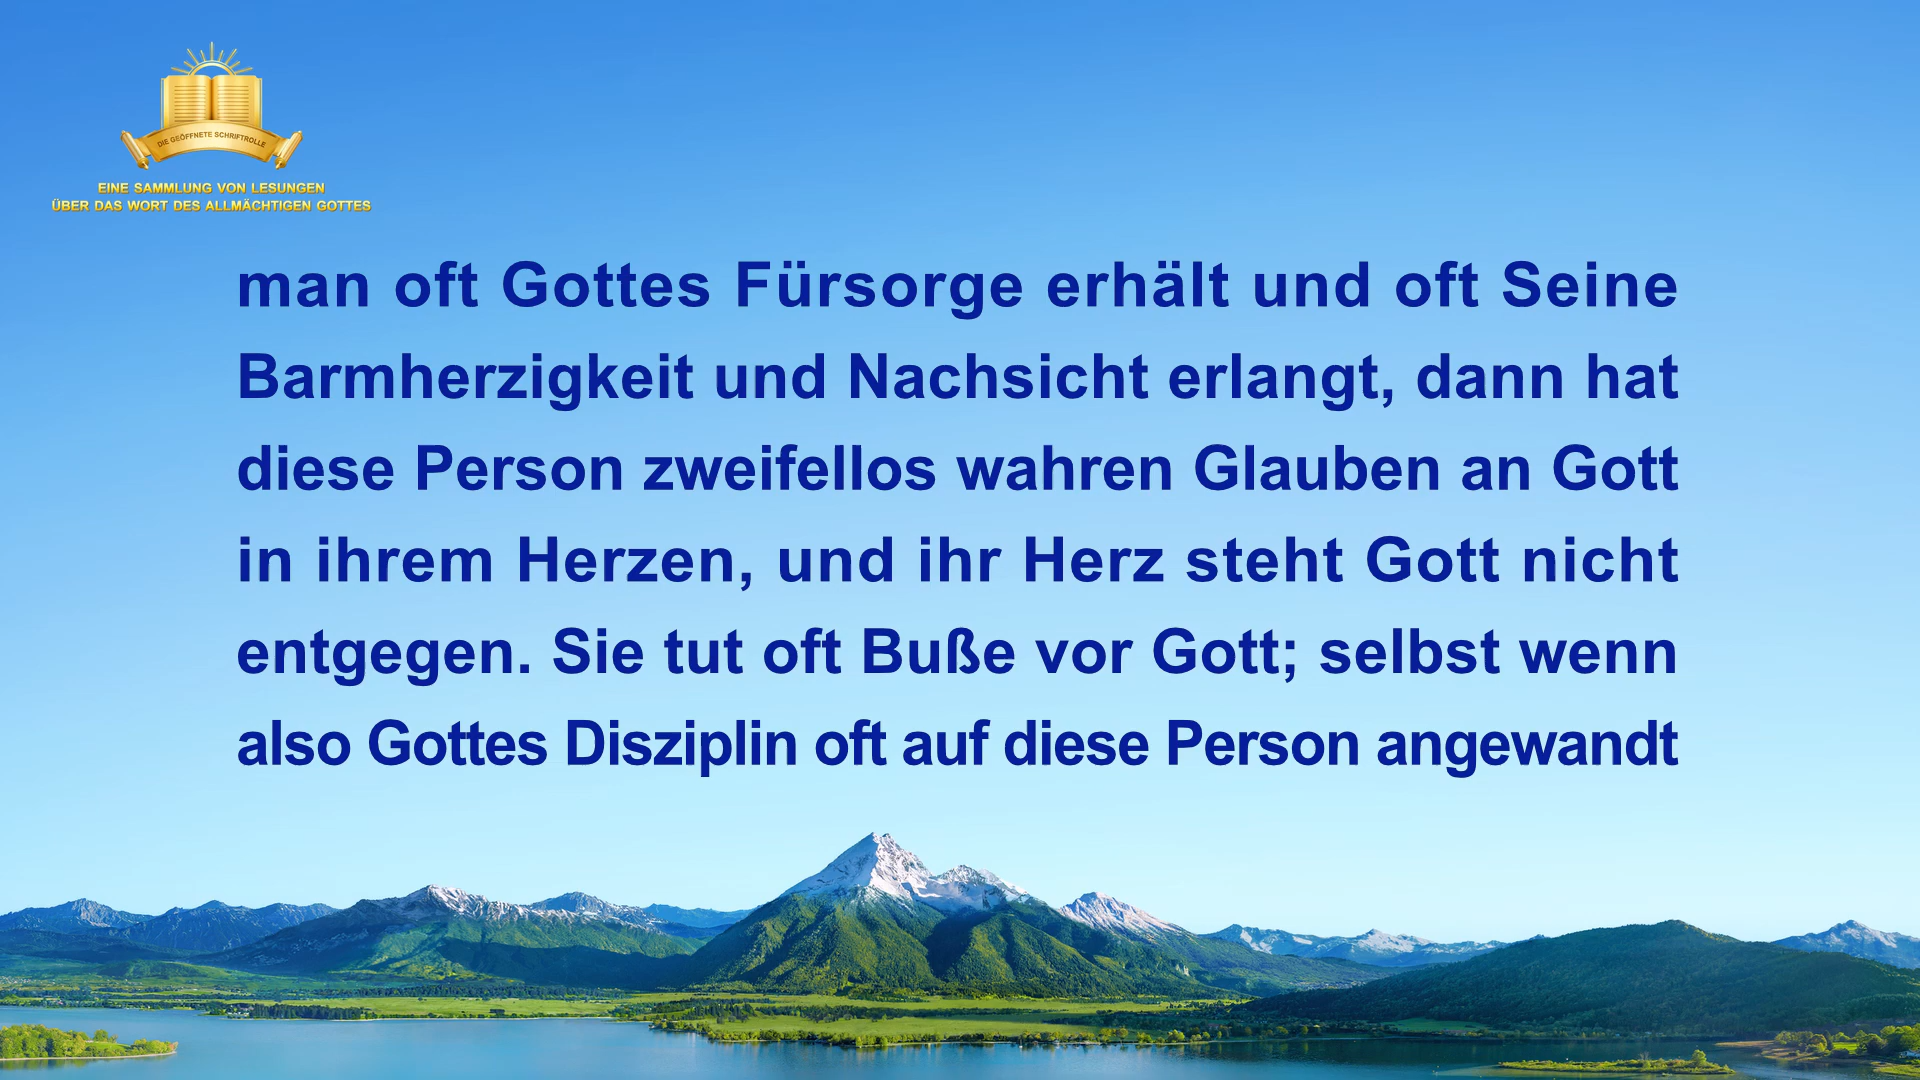 DIE GEÖFFNETE SCHRIFTROLLE
EINE SAMMLUNG VON LESUNGEN
ÜBER DAS WORT DES ALLMÄCHTIGEN GOTTES
man oft Gottes Fürsorge erhält und oft Seine
Barmherzigkeit und Nachsicht erlangt, dann hat
diese Person zweifellos wahren Glauben an Gott
in ihrem Herzen, und ihr Herz steht Gott nicht
entgegen. Sie tut oft Buße vor Gott; selbst wenn
also Gottes Disziplin oft auf diese Person angewandt